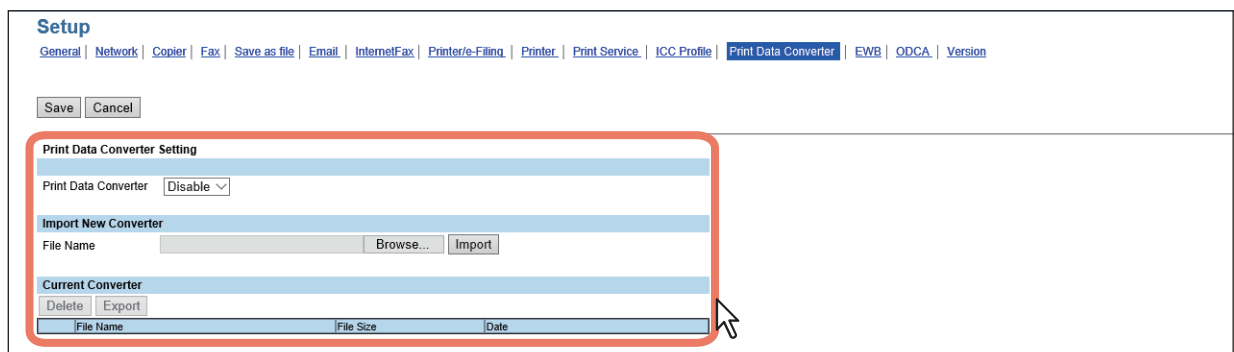 Setup
General | Network | Copier | Fax | Save as file | Email | InternetFax | Printer/e-Filing | Printer | Print Service | ICC Profile | Print Data Converter | EWB | ODCA | Version
Save Cancel
Print Data Converter Setting
Print Data Converter Disable
Import New Converter
File Name Browse... Import
Current Converter
Delete Export
File Name File Size Date